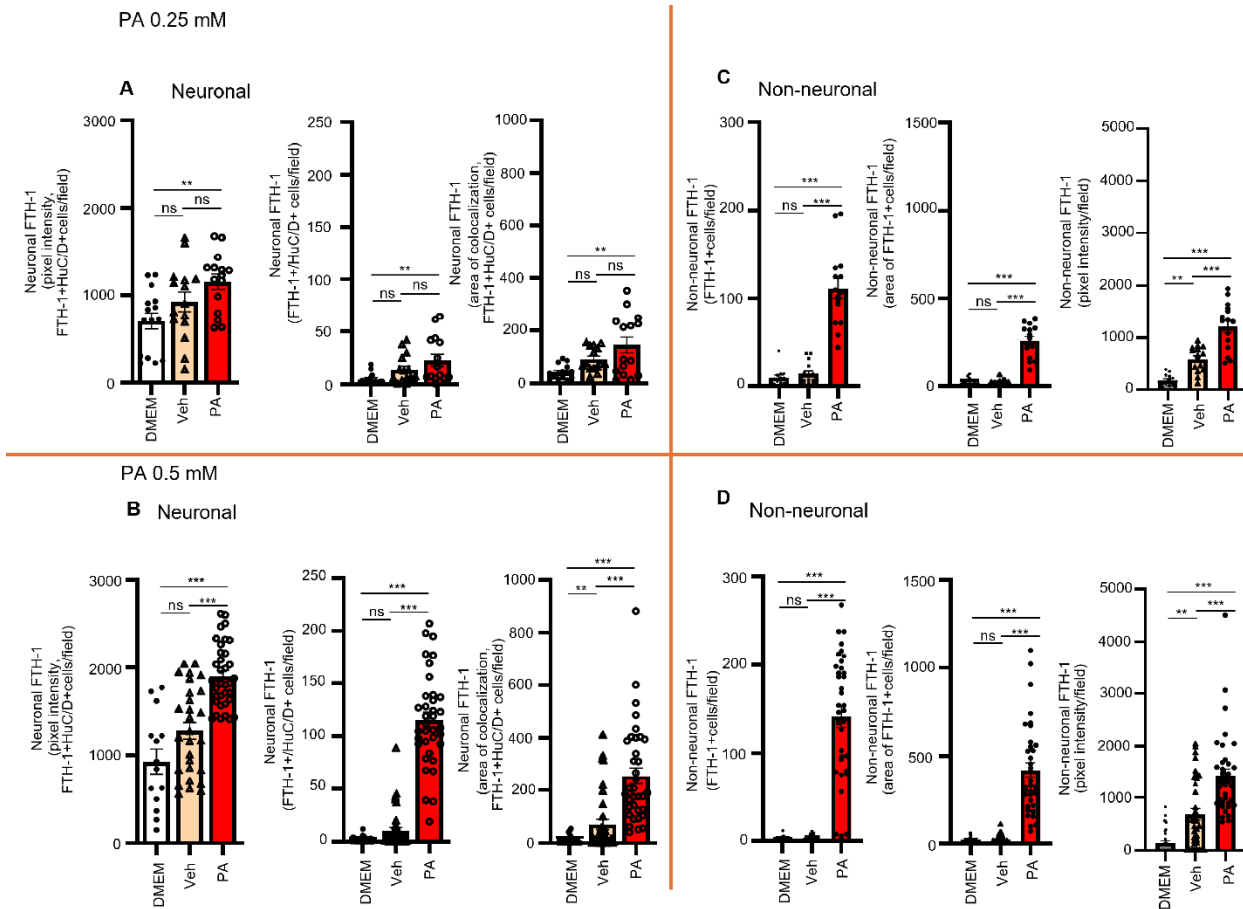 PA 0.25 mM
A Neuronal
Neuronal FTH-1
(pixel intensity,
FTH-1+HuC/D+cells/field)
3000
2000
1000
0
**
ns
ns
DMEM
Veh
PA
Neuronal FTH-1
(FTH-1+/HuC/D+ cells/field)
250
200
150
100
50
0
**
ns
ns
DMEM
Veh
PA
Neuronal FTH-1
(area of colocalization,
FTH-1+HuC/D+ cells/field)
1000
800
600
400
200
0
**
ns
ns
DMEM
Veh
PA
C Non-neuronal
Non-neuronal FTH-1
(FTH-1+cells/field)
300
200
100
0
***
ns
***
DMEM
Veh
PA
Non-neuronal FTH-1
(area of FTH-1+cells/field)
1500
1000
500
0
***
ns
***
DMEM
Veh
PA
Non-neuronal FTH-1
(pixel intensity/field)
5000
4000
3000
2000
1000
0
***
**
***
DMEM
Veh
PA
PA 0.5 mM
B Neuronal
Neuronal FTH-1
(pixel intensity,
FTH-1+HuC/D+cells/field)
3000
2000
1000
0
***
ns
***
DMEM
Veh
PA
Neuronal FTH-1
(FTH-1+/HuC/D+ cells/field)
250
200
150
100
50
0
***
ns
***
DMEM
Veh
PA
Neuronal FTH-1
(area of colocalization,
FTH-1+HuC/D+ cells/field)
1000
800
600
400
200
0
***
**
***
DMEM
Veh
PA
D Non-neuronal
Non-neuronal FTH-1
(FTH-1+cells/field)
300
200
100
0
***
ns
***
DMEM
Veh
PA
Non-neuronal FTH-1
(area of FTH-1+cells/field)
1500
1000
500
0
***
ns
***
DMEM
Veh
PA
Non-neuronal FTH-1
(pixel intensity/field)
5000
4000
3000
2000
1000
0
***
**
***
DMEM
Veh
PA